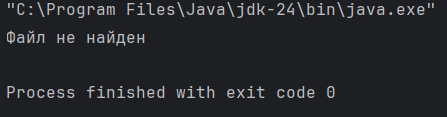 "C:\Program Files\Java\jdk-24\bin\java.exe"
Файл не найден
Process finished with exit code 0